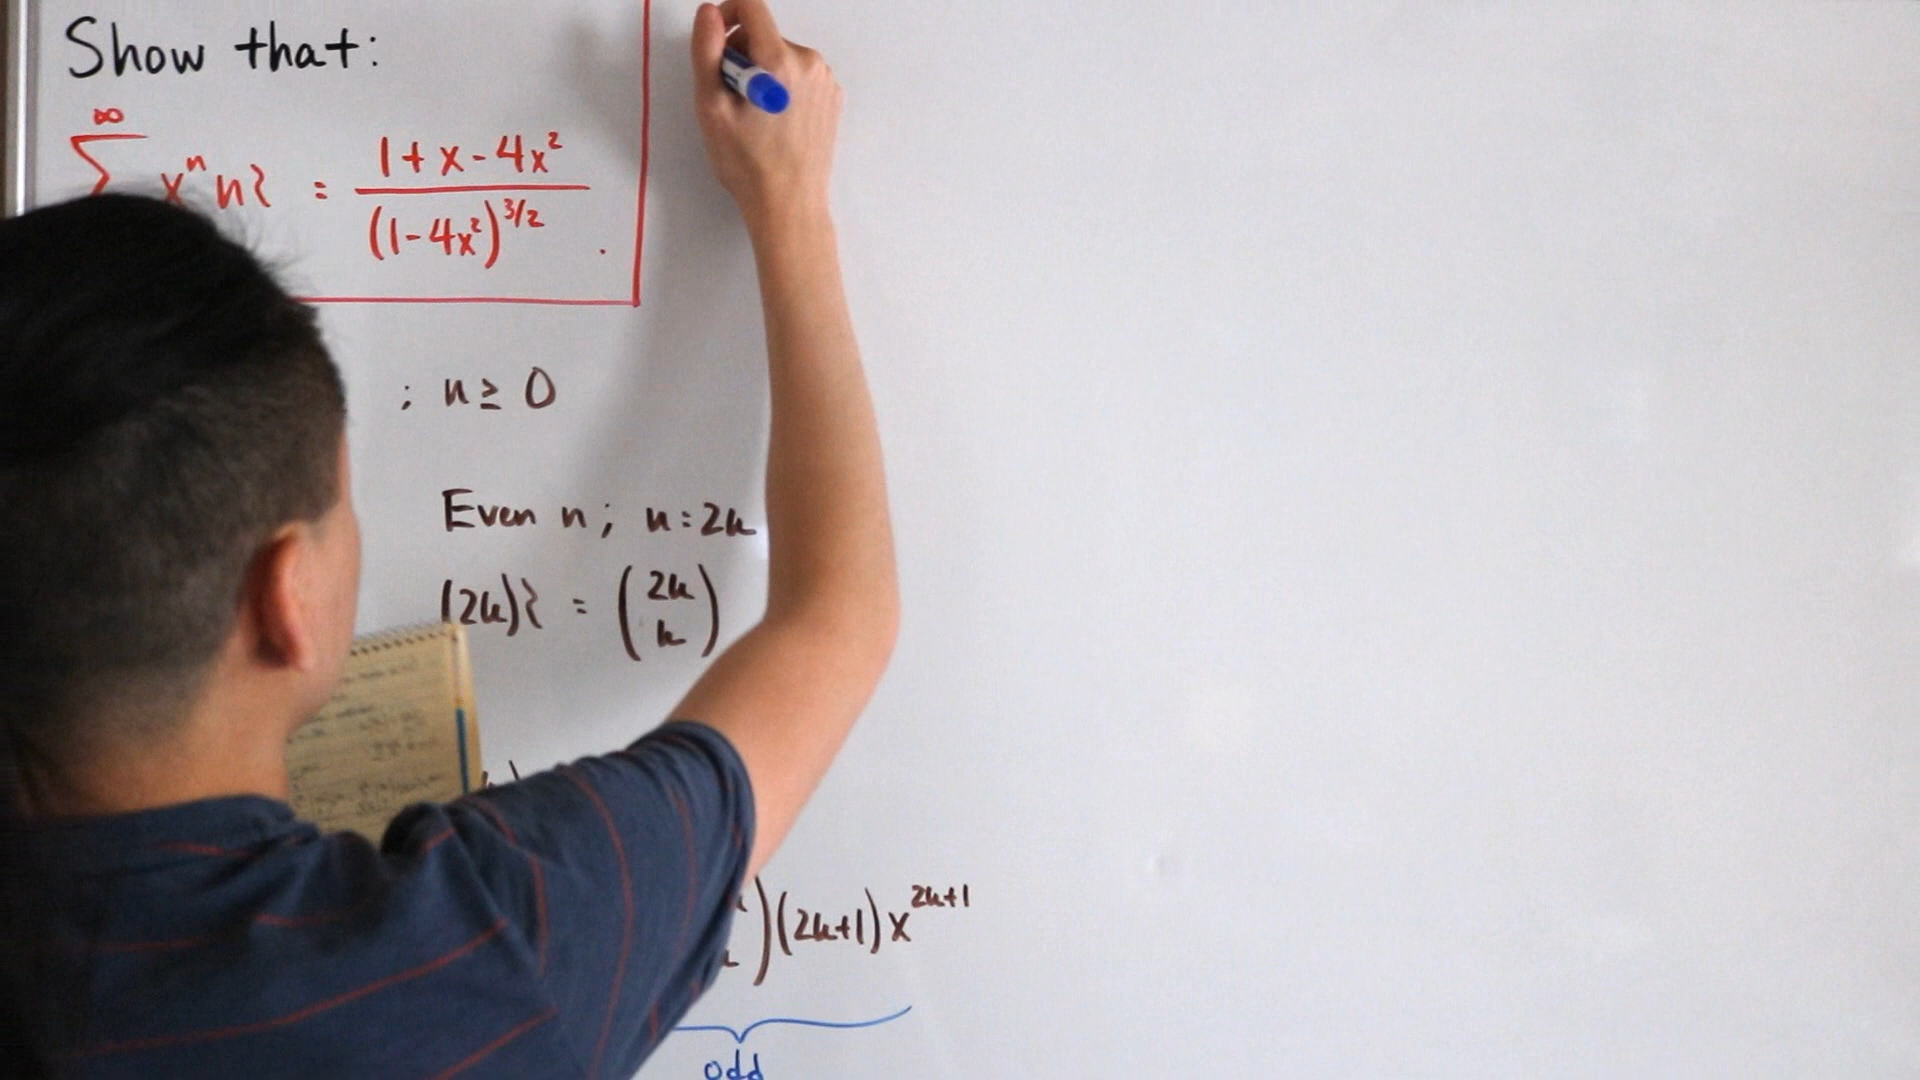 Show that:
∞
∑ xⁿ n≀ = 1 + x - 4x² / (1 - 4x²)^3/2 .
; n ≥ 0
Even n; n = 2k
(2k)≀ = (2k k)
)(2k+1) x^2k+1
odd